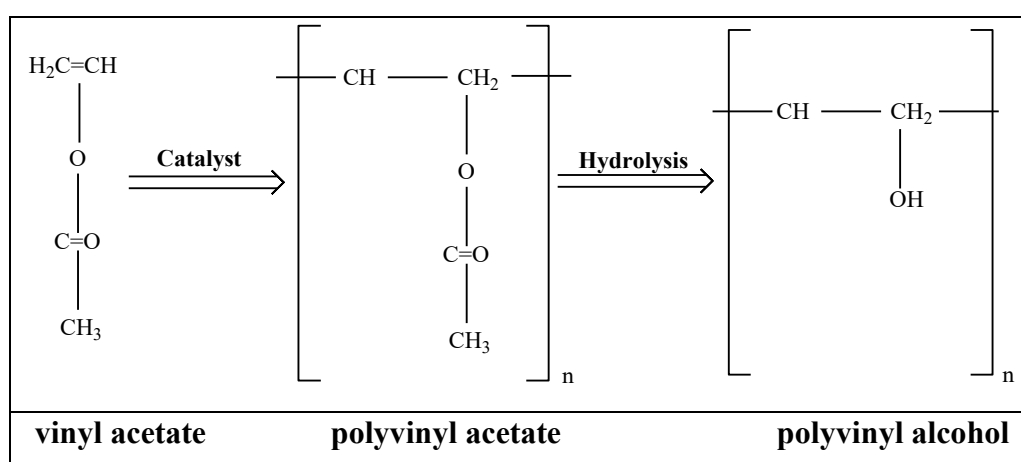 H₂C=CH
O
C=O
CH₃
Catalyst
CH
CH₂
O
C=O
CH₃
n
Hydrolysis
CH
CH₂
OH
n
vinyl acetate
polyvinyl acetate
polyvinyl alcohol